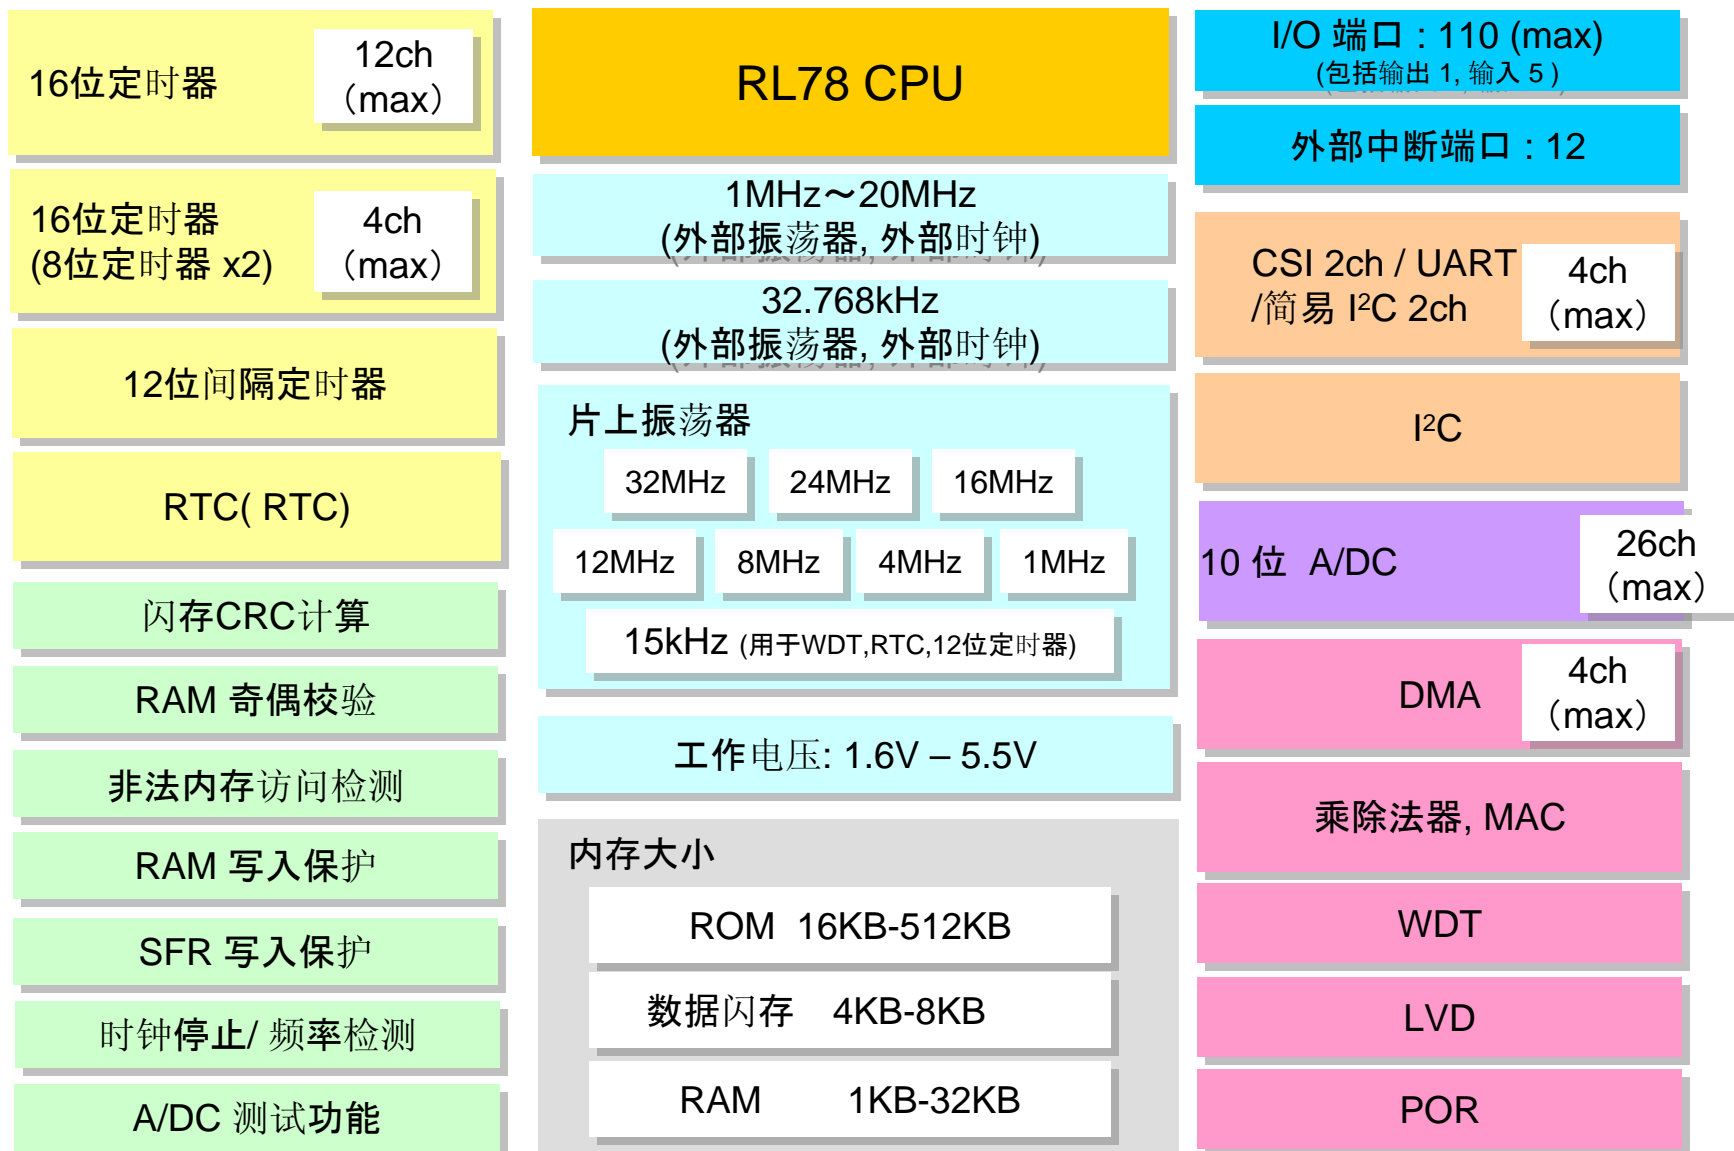 16位定时器
12ch
（max）
16位定时器
(8位定时器 x2)
4ch
（max）
12位间隔定时器
RTC( RTC)
闪存CRC计算
RAM 奇偶校验
非法内存访问检测
RAM 写入保护
SFR 写入保护
时钟停止/ 频率检测
A/DC 测试功能
RL78 CPU
1MHz～20MHz
(外部振荡器, 外部时钟)
32.768kHz
(外部振荡器, 外部时钟)
片上振荡器
32MHz
24MHz
16MHz
12MHz
8MHz
4MHz
1MHz
15kHz (用于WDT,RTC,12位定时器)
工作电压: 1.6V – 5.5V
内存大小
ROM 16KB-512KB
数据闪存 4KB-8KB
RAM 1KB-32KB
I/O 端口 : 110 (max)
(包括输出 1, 输入 5 )
外部中断端口 : 12
CSI 2ch / UART
/简易 I²C 2ch
4ch
（max）
I²C
10 位 A/DC
26ch
（max）
DMA
4ch
（max）
乘除法器, MAC
WDT
LVD
POR